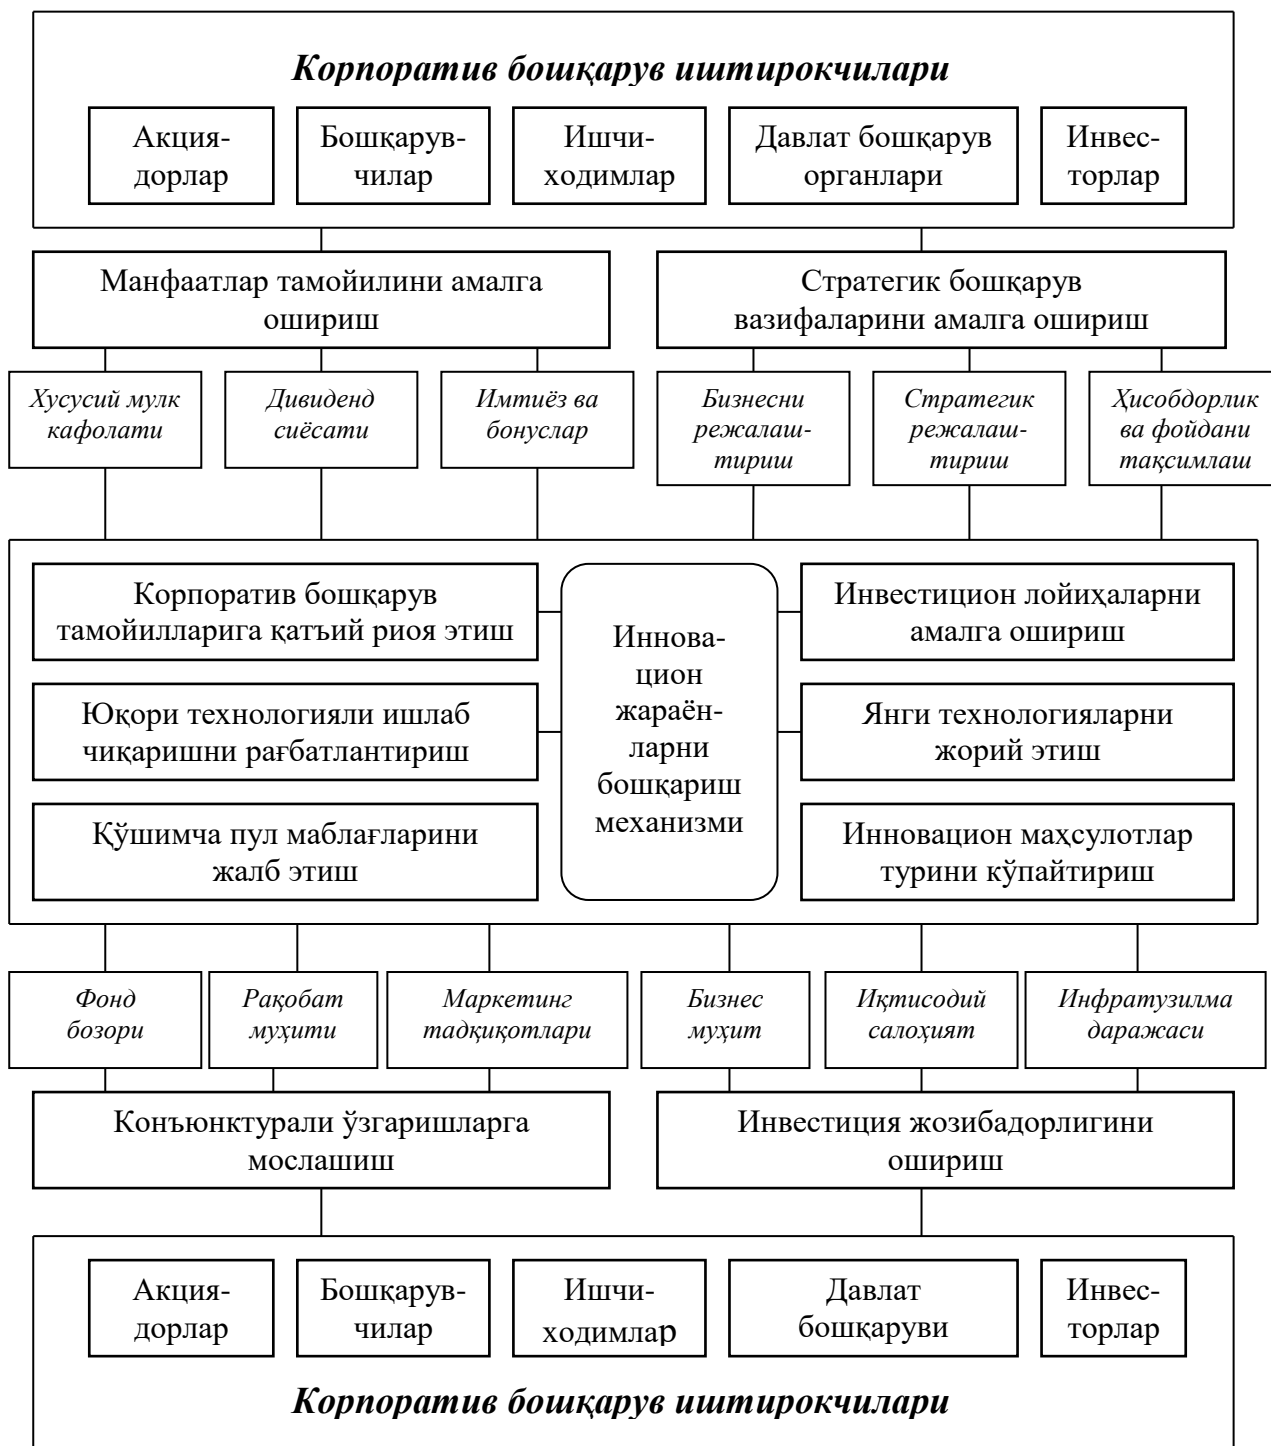 Корпоратив бошқарув иштирокчилари
Акция-
дорлар
Бошқарув-
чилар
Ишчи-
ходимлар
Давлат бошқарув
органлари
Инвес-
торлар
Манфаатлар тамойилини амалга
ошириш
Стратегик бошқарув
вазифаларини амалга ошириш
Хусусий мулк
кафолати
Дивиденд
сиёсати
Имтиёз ва
бонуслар
Бизнесни
режалаш-
тириш
Стратегик
режалаш-
тириш
Ҳисобдорлик
ва фойдани
тақсимлаш
Корпоратив бошқарув
тамойилларига қатъий риоя этиш
Юқори технологияли ишлаб
чиқаришни рағбатлантириш
Қўшимча пул маблағларини
жалб этиш
Иннова-
цион
жараён-
ларни
бошқариш
механизми
Инвестицион лойиҳаларни
амалга ошириш
Янги технологияларни
жорий этиш
Инновацион маҳсулотлар
турини кўпайтириш
Фонд
бозори
Рақобат
муҳити
Маркетинг
тадқиқотлари
Бизнес
муҳит
Иқтисодий
салоҳият
Инфратузилма
даражаси
Конъюнктурали ўзгаришларга
мослашиш
Инвестиция жозибадорлигини
ошириш
Акция-
дорлар
Бошқарув-
чилар
Ишчи-
ходимлар
Давлат
бошқаруви
Инвес-
торлар
Корпоратив бошқарув иштирокчилари